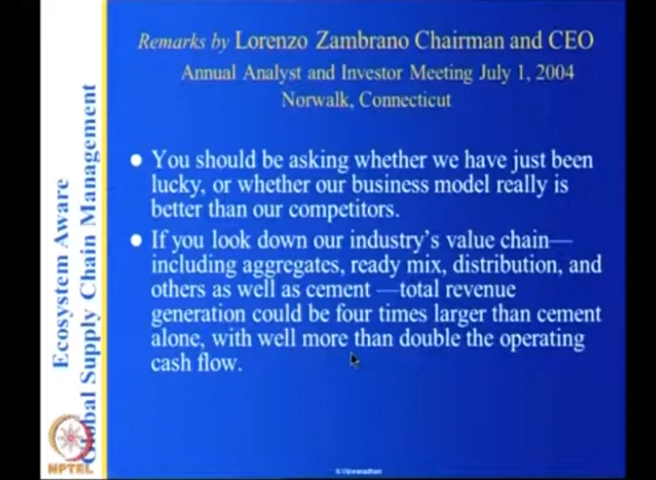 Remarks by Lorenzo Zambrano Chairman and CEO
Annual Analyst and Investor Meeting July 1, 2004
Norwalk, Connecticut
You should be asking whether we have just been
lucky, or whether our business model really is
better than our competitors.
If you look down our industry's value chain—
including aggregates, ready mix, distribution, and
others as well as cement —total revenue
generation could be four times larger than cement
alone, with well more than double the operating
cash flow.
Ecosystem Aware
Global Supply Chain Management
NPTEL
N.Viswanadham